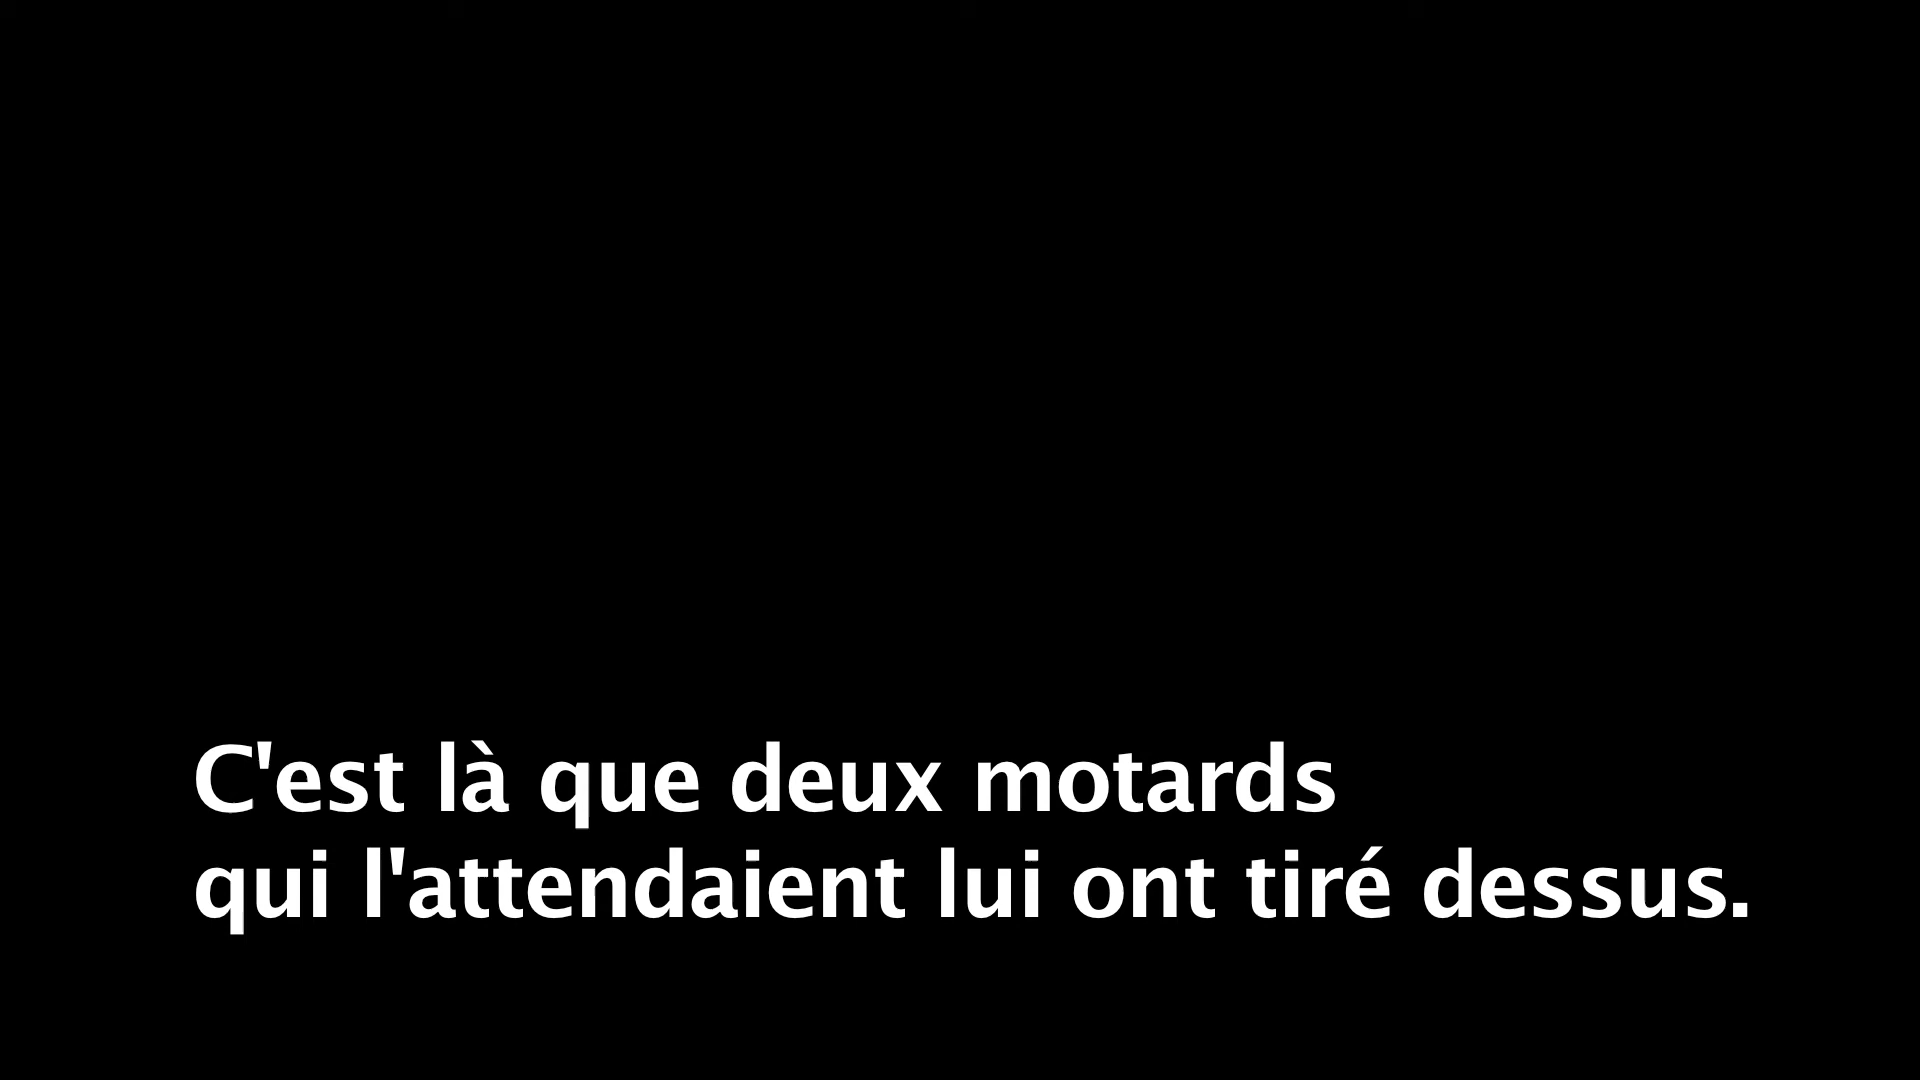 C'est là que deux motards
qui l'attendaient lui ont tiré dessus.